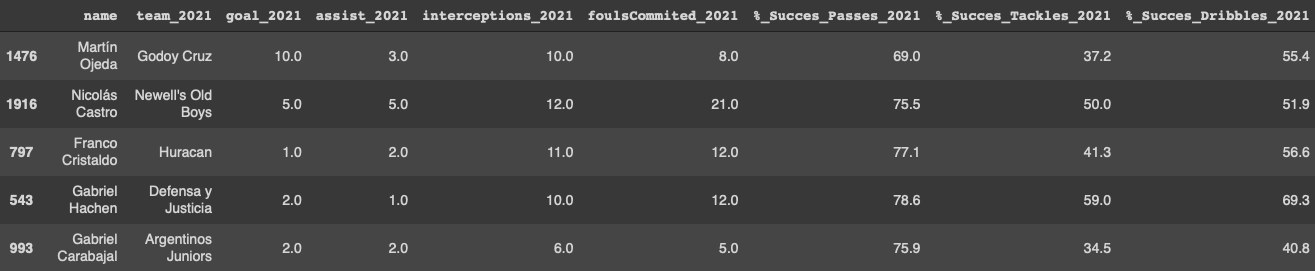 name team_2021 goal_2021 assist_2021 interceptions_2021 foulsCommited_2021 %_Succes_Passes_2021 %_Succes_Tackles_2021 %_Succes_Dribbles_2021
1476 Martín Ojeda Godoy Cruz 10.0 3.0 10.0 8.0 69.0 37.2 55.4
1916 Nicolás Castro Newell's Old Boys 5.0 5.0 12.0 21.0 75.5 50.0 51.9
797 Franco Cristaldo Huracan 1.0 2.0 11.0 12.0 77.1 41.3 56.6
543 Gabriel Hachen Defensa y Justicia 2.0 1.0 10.0 12.0 78.6 59.0 69.3
993 Gabriel Carabajal Argentinos Juniors 2.0 2.0 6.0 5.0 75.9 34.5 40.8